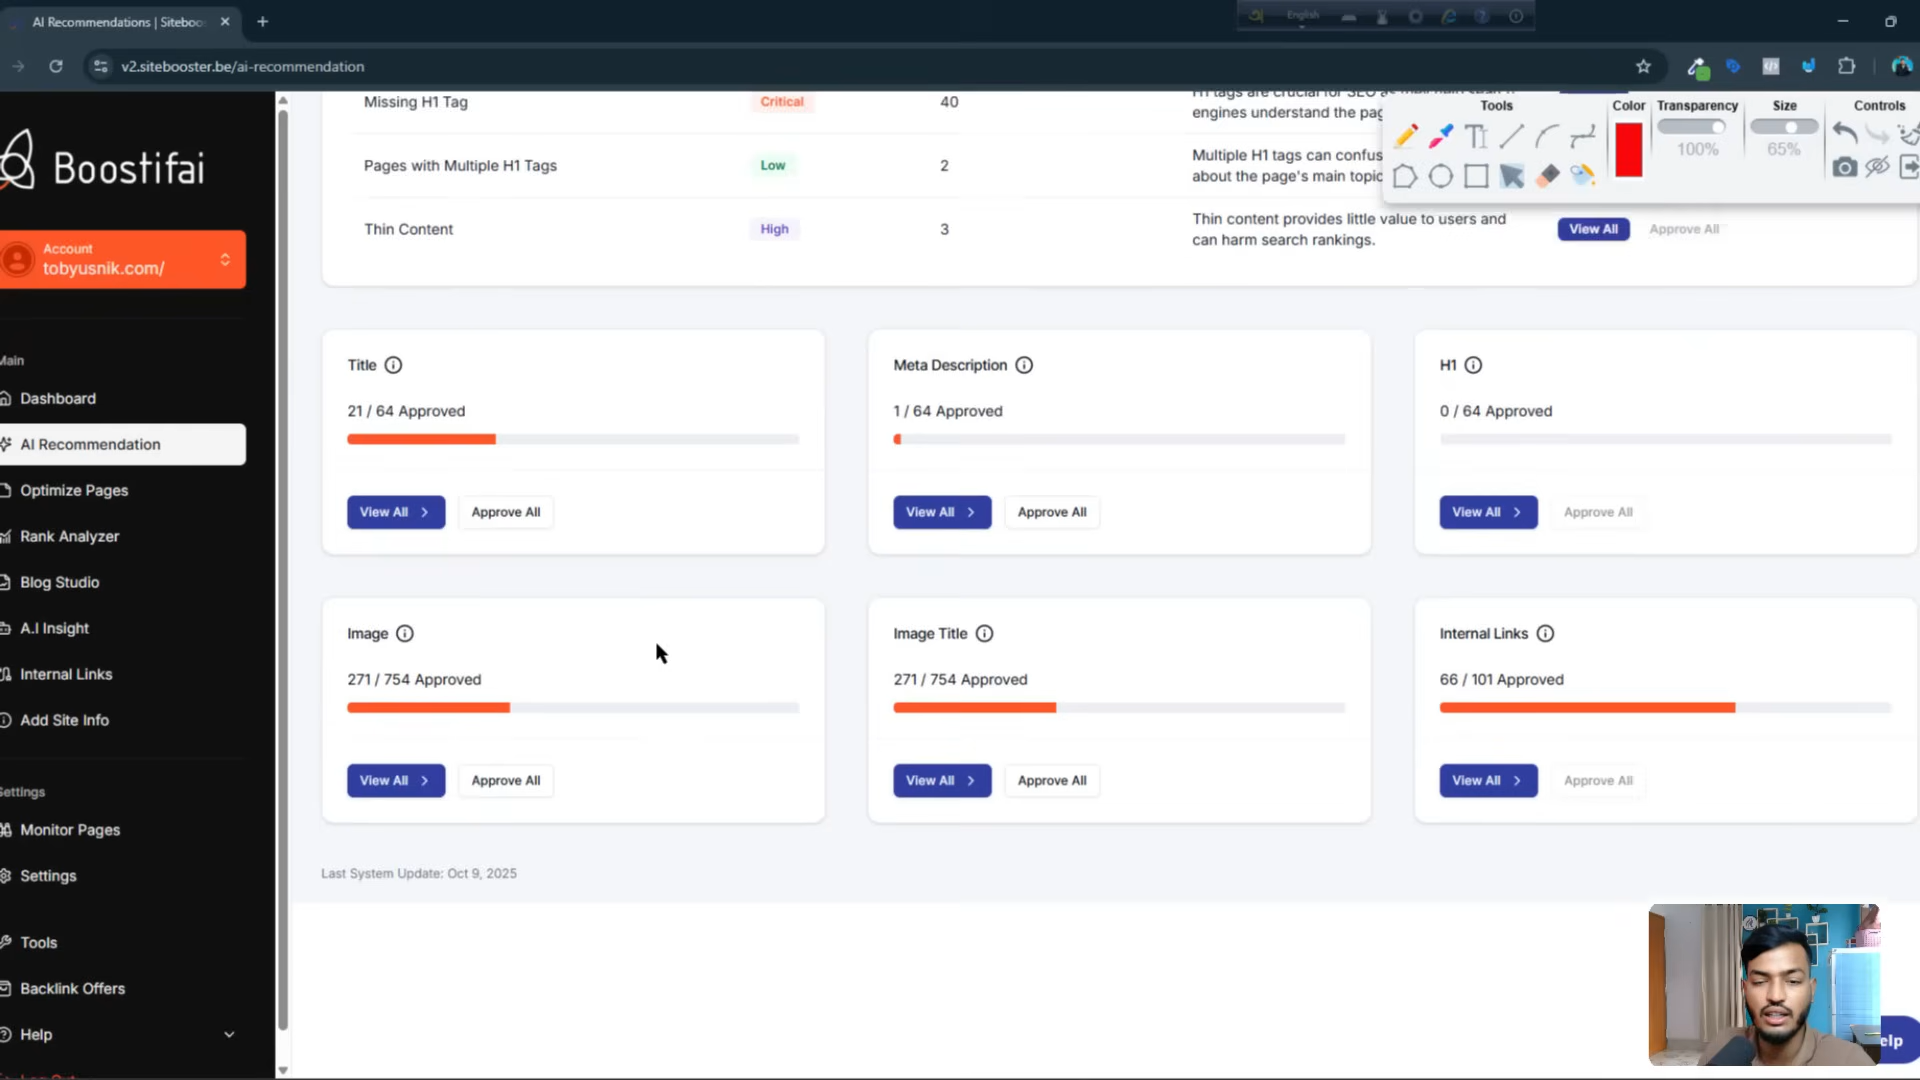 AI Recommendations | Siteboo
English
v2.sitebooster.be/ai-recommendation
Boostifai
Account
tobyusnik.com/
Main
Dashboard
AI Recommendation
Optimize Pages
Rank Analyzer
Blog Studio
A.I Insight
Internal Links
Add Site Info
Settings
Monitor Pages
Settings
Tools
Backlink Offers
Help
Tools
Color
Transparency
Size
Controls
100%
65%
Missing H1 Tag
Critical
40
engines understand the pag
Pages with Multiple H1 Tags
Low
2
Multiple H1 tags can confus
about the page's main topic
Thin Content
High
3
Thin content provides little value to users and
can harm search rankings.
View All
Approve All
Title
21 / 64 Approved
View All
Approve All
Meta Description
1 / 64 Approved
View All
Approve All
H1
0 / 64 Approved
View All
Approve All
Image
271 / 754 Approved
View All
Approve All
Image Title
271 / 754 Approved
View All
Approve All
Internal Links
66 / 101 Approved
View All
Approve All
Last System Update: Oct 9, 2025
elp